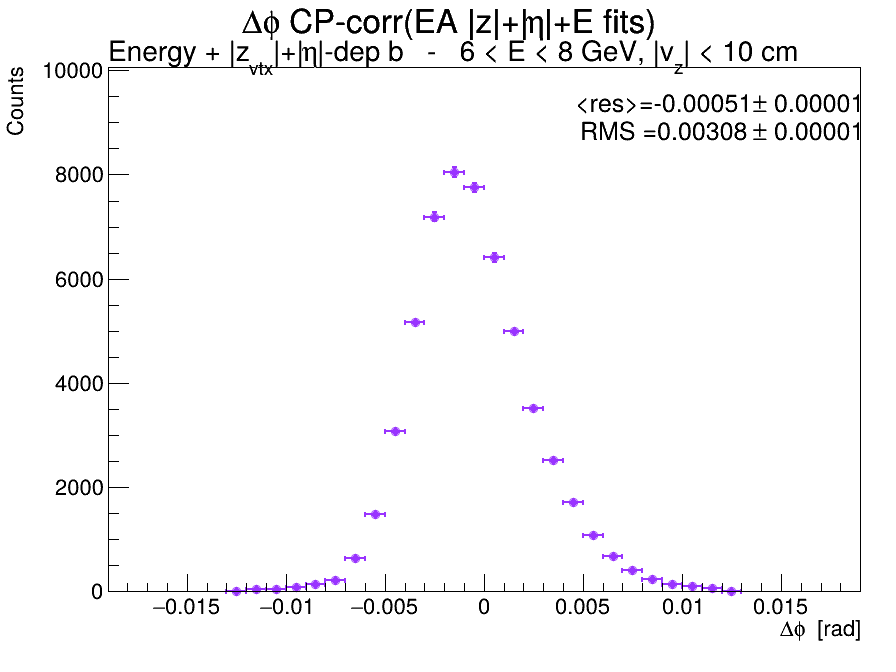 Δϕ CP-corr(EA |z|+|η|+E fits)
Energy + |z_vtx|+|η|-dep b - 6 < E < 8 GeV, |v_z| < 10 cm
<res>=-0.00051± 0.00001
RMS =0.00308 ± 0.00001
Counts
10000
8000
6000
4000
2000
0
−0.015 −0.01 −0.005 0 0.005 0.01 0.015
Δϕ [rad]